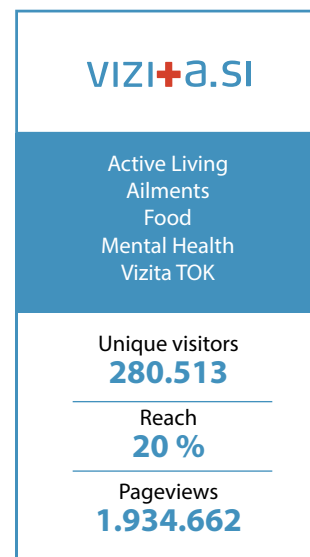 vizita.si
Active Living
Ailments
Food
Mental Health
Vizita TOK
Unique visitors
280.513
Reach
20 %
Pageviews
1.934.662